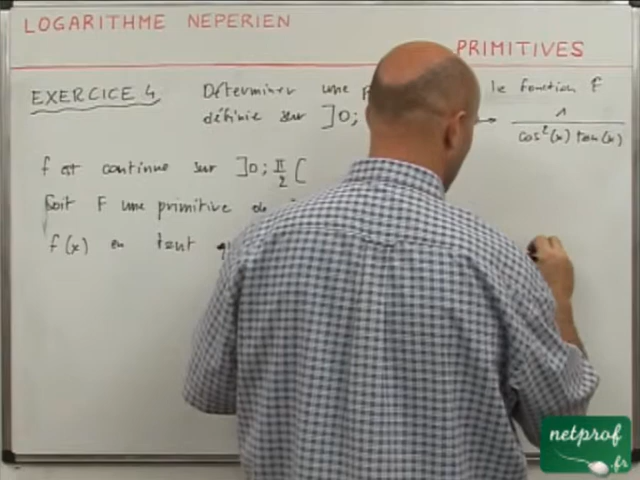 LOGARITHME NEPERIEN
PRIMITIVES
EXERCICE 4 Déterminer une le fonction f
définie sur ]0; → 1
cos²(x) tan(x)
f est continue sur ]0; π/2 [
Soit F une primitive de
f(x) en tant
netprof
.fr